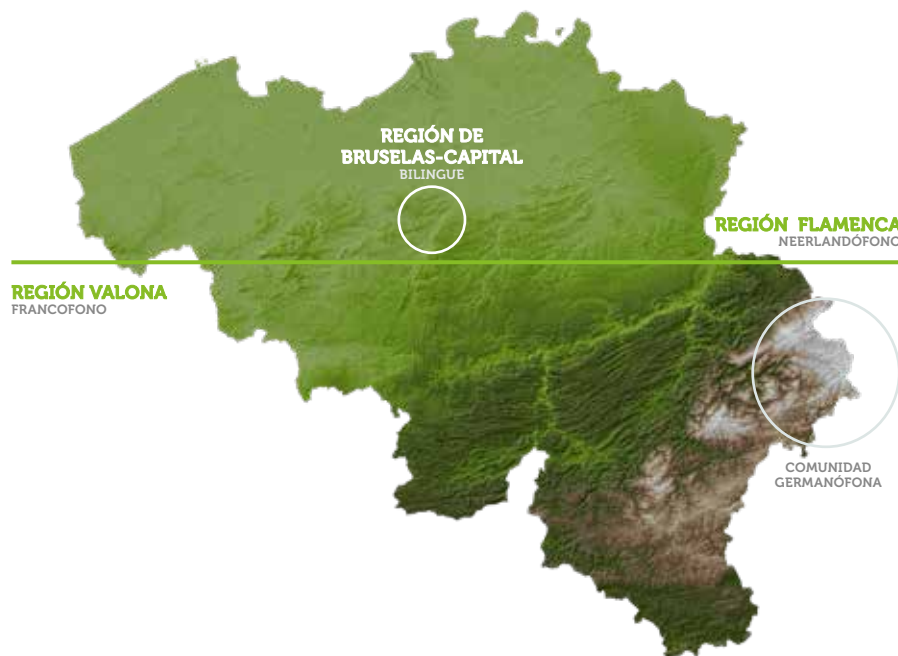 REGIÓN DE
BRUSELAS-CAPITAL
BILINGUE
REGIÓN FLAMENCA
NEERLANDÓFONO
REGIÓN VALONA
FRANCOFONO
COMUNIDAD
GERMANÓFONA